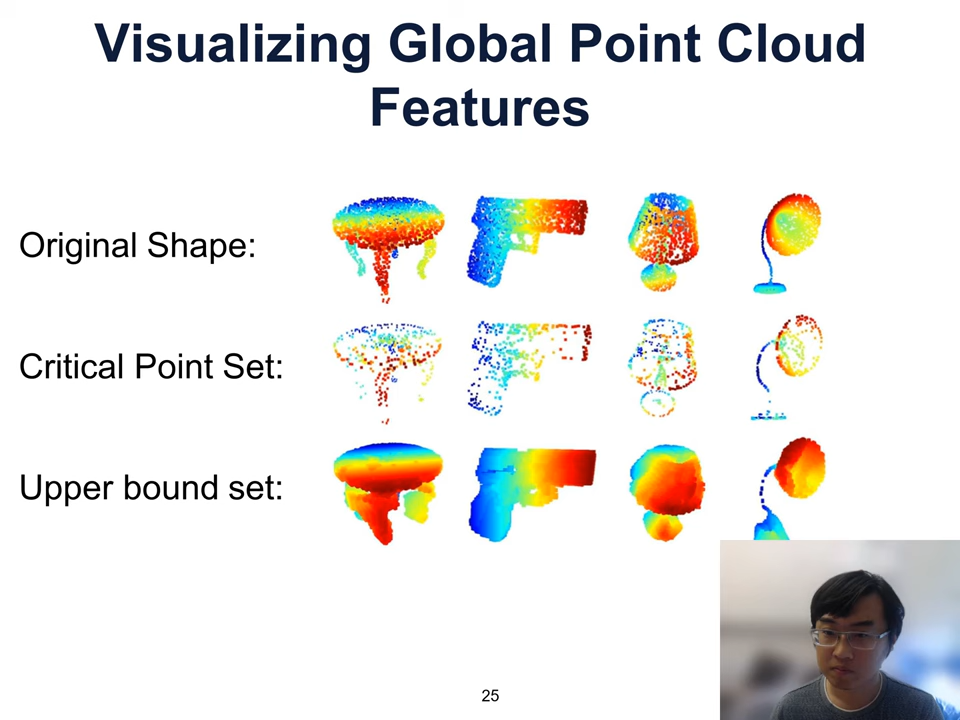 Visualizing Global Point Cloud
Features
Original Shape:
Critical Point Set:
Upper bound set:
25